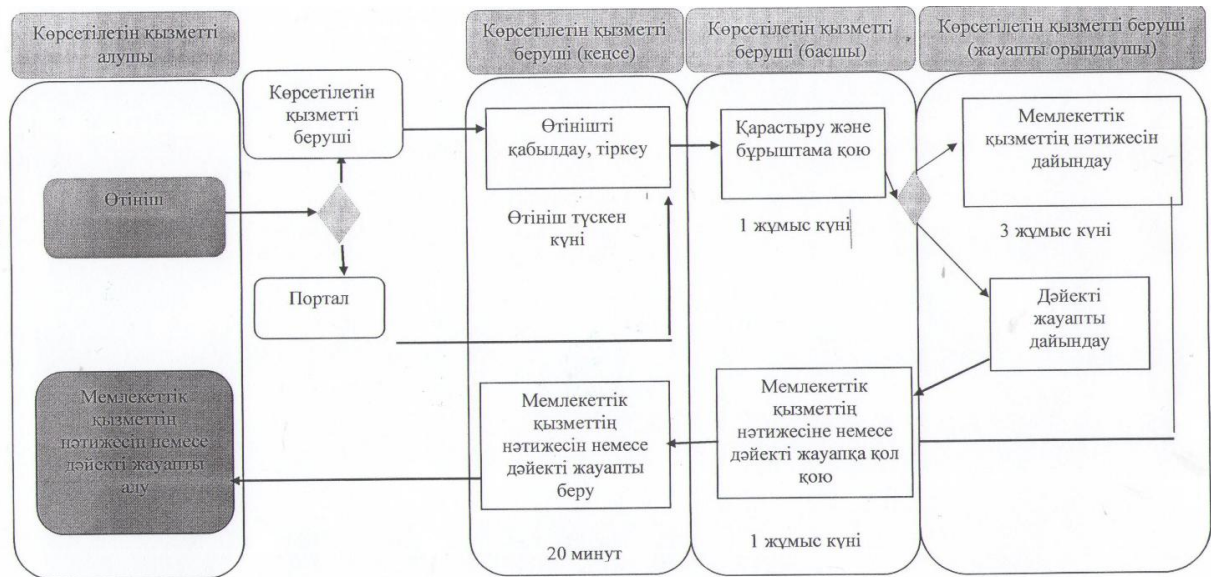 Көрсетілетін қызметті
алушы
Көрсетілетін қызметті
беруші (кеңсе)
Көрсетілетін қызметті
беруші (басшы)
Көрсетілетін қызметті беруші
(жауапты орындаушы)
Көрсетілетін
қызметті
беруші
Өтініш
Портал
Өтінішті
қабылдау, тіркеу
Өтініш түскен
күні
Қарастыру және
бұрыштама қою
1 жұмыс күні
Мемлекеттік
қызметтің нәтижесін
дайындау
3 жұмыс күні
Дәйекті
жауапты
дайындау
Мемлекеттік
қызметтің
нәтижесіне немесе
дәйекті жауапқа қол
қою
1 жұмыс күні
Мемлекеттік
қызметтің
нәтижесін немесе
дәйекті жауапты
беру
20 минут
Мемлекеттік
қызметтің
нәтижесін немесе
дәйекті жауапты
алу